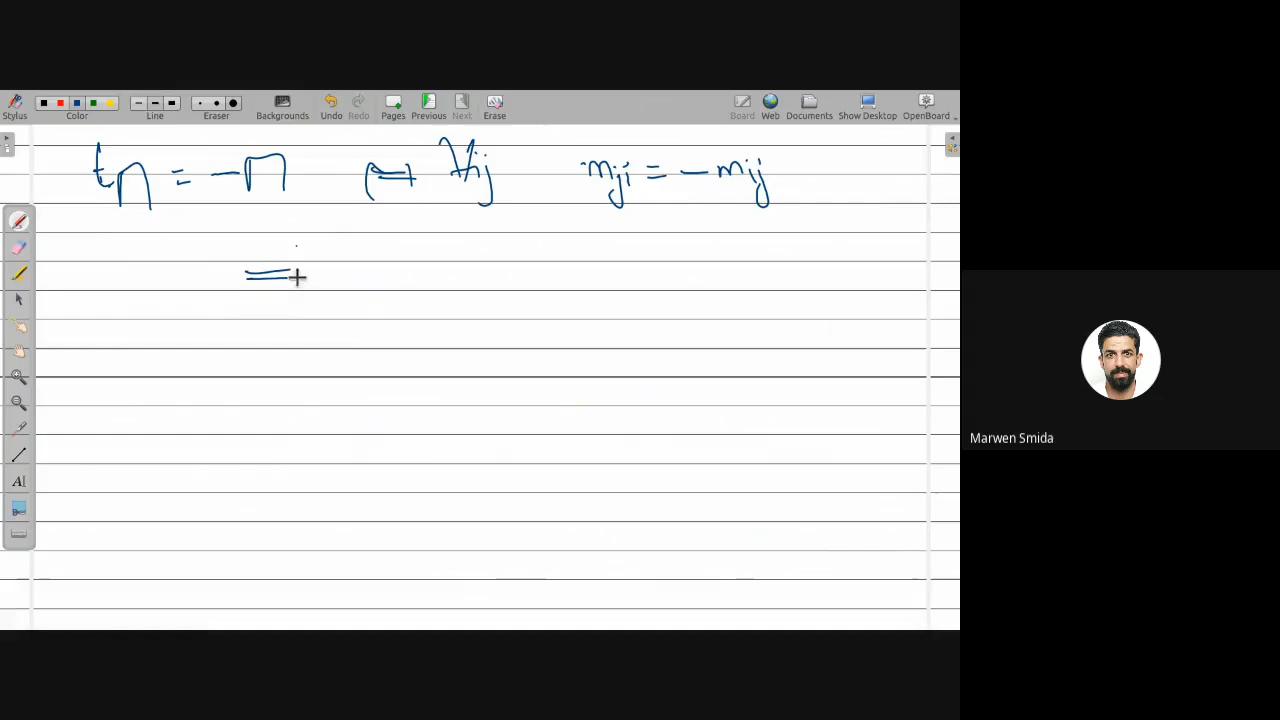 Stylus Color Line Eraser Backgrounds Undo Redo Pages Previous Next Erase Board Web Documents Show Desktop OpenBoard
ᵗM = -M ⟺ ∀ij mji = -mij
=
Marwen Smida